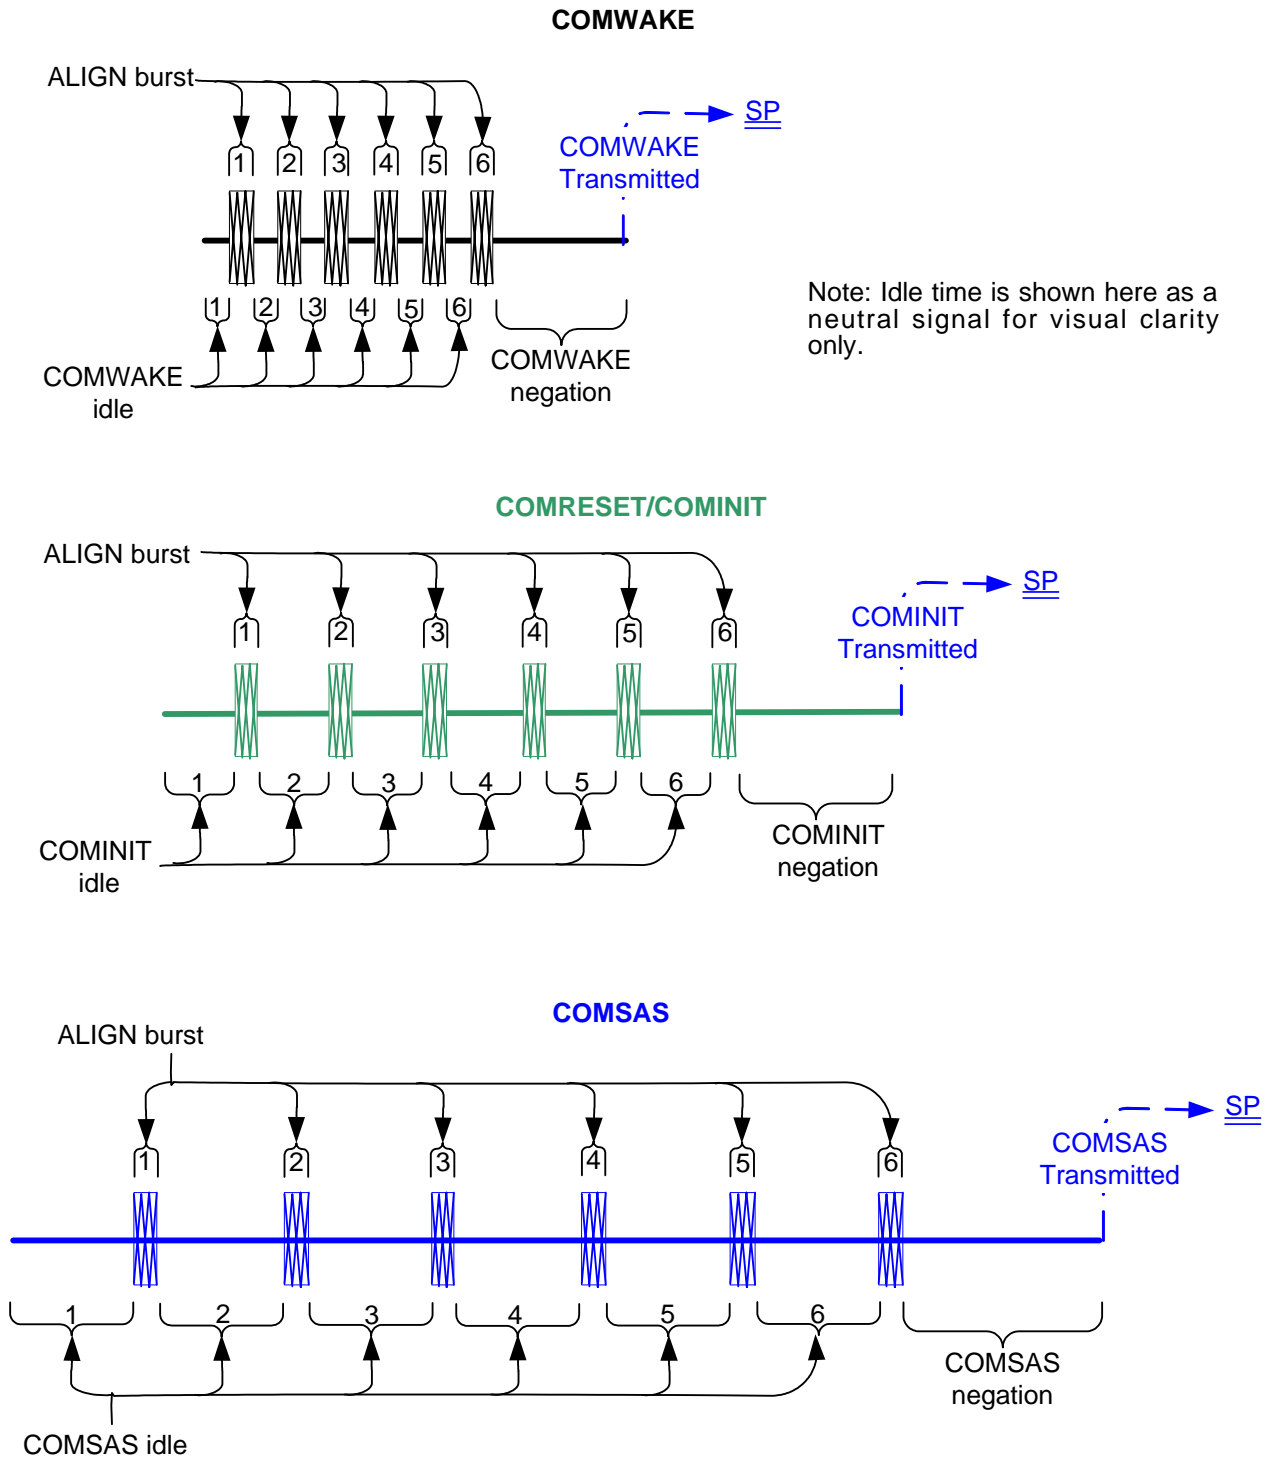 COMWAKE
ALIGN burst
SP
COMWAKE
Transmitted
1 2 3 4 5 6
1 2 3 4 5 6
Note: Idle time is shown here as a
neutral signal for visual clarity
only.
COMWAKE
negation
COMWAKE
idle
COMRESET/COMINIT
ALIGN burst
SP
COMINIT
Transmitted
1 2 3 4 5 6
1 2 3 4 5 6
COMINIT
negation
COMINIT
idle
COMSAS
ALIGN burst
SP
COMSAS
Transmitted
1 2 3 4 5 6
1 2 3 4 5 6
COMSAS
negation
COMSAS idle